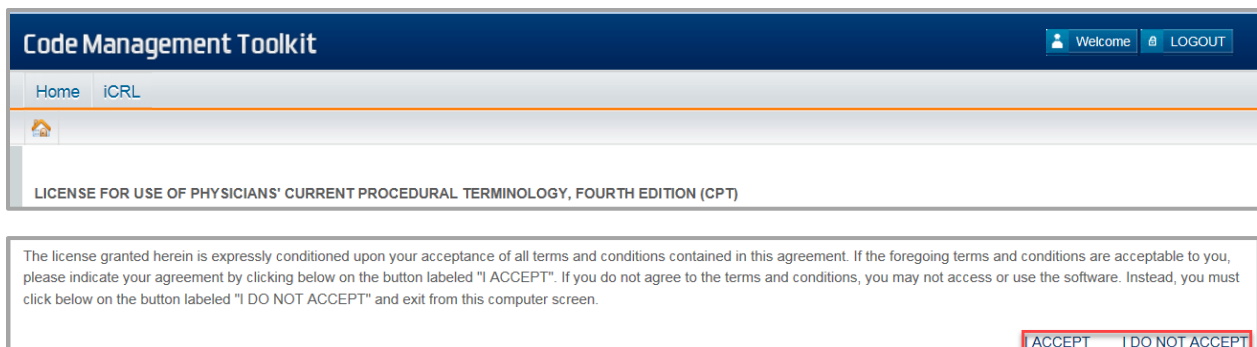 Code Management Toolkit
Welcome LOGOUT
Home iCRL
LICENSE FOR USE OF PHYSICIANS' CURRENT PROCEDURAL TERMINOLOGY, FOURTH EDITION (CPT)
The license granted herein is expressly conditioned upon your acceptance of all terms and conditions contained in this agreement. If the foregoing terms and conditions are acceptable to you,
please indicate your agreement by clicking below on the button labeled "I ACCEPT". If you do not agree to the terms and conditions, you may not access or use the software. Instead, you must
click below on the button labeled "I DO NOT ACCEPT" and exit from this computer screen.
I ACCEPT I DO NOT ACCEPT